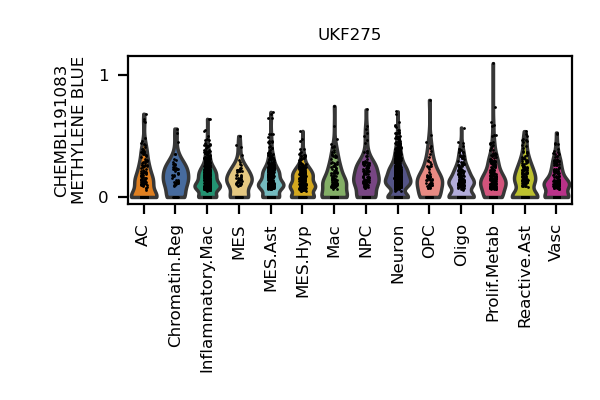 UKF275
CHEMBL191083
METHYLENE BLUE
1
0
AC
Chromatin.Reg
Inflammatory.Mac
MES
MES.Ast
MES.Hyp
Mac
NPC
Neuron
OPC
Oligo
Prolif.Metab
Reactive.Ast
Vasc